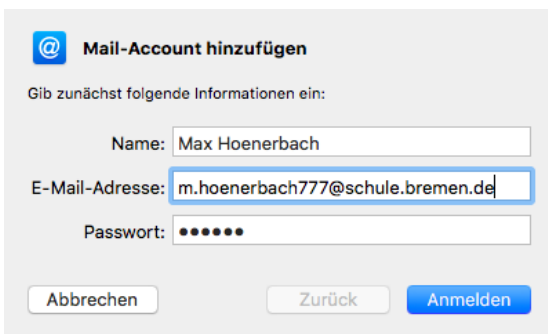 Mail-Account hinzufügen
Gib zunächst folgende Informationen ein:
Name: Max Hoenerbach
E-Mail-Adresse: m.hoenerbach777@schule.bremen.de
Passwort: ●●●●●●
Abbrechen Zurück Anmelden